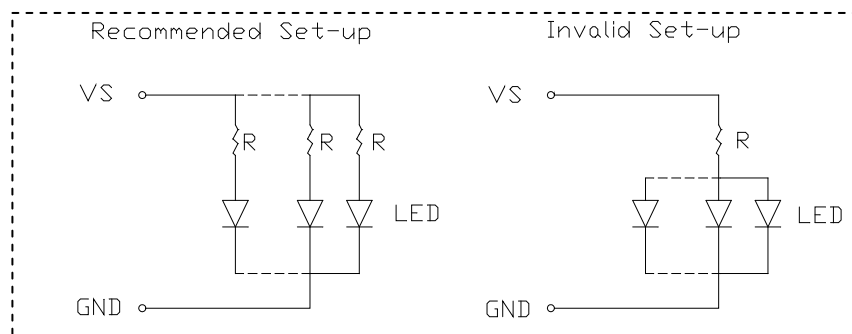 Recommended Set-up
Invalid Set-up
VS
R
R
R
LED
GND
VS
R
LED
GND